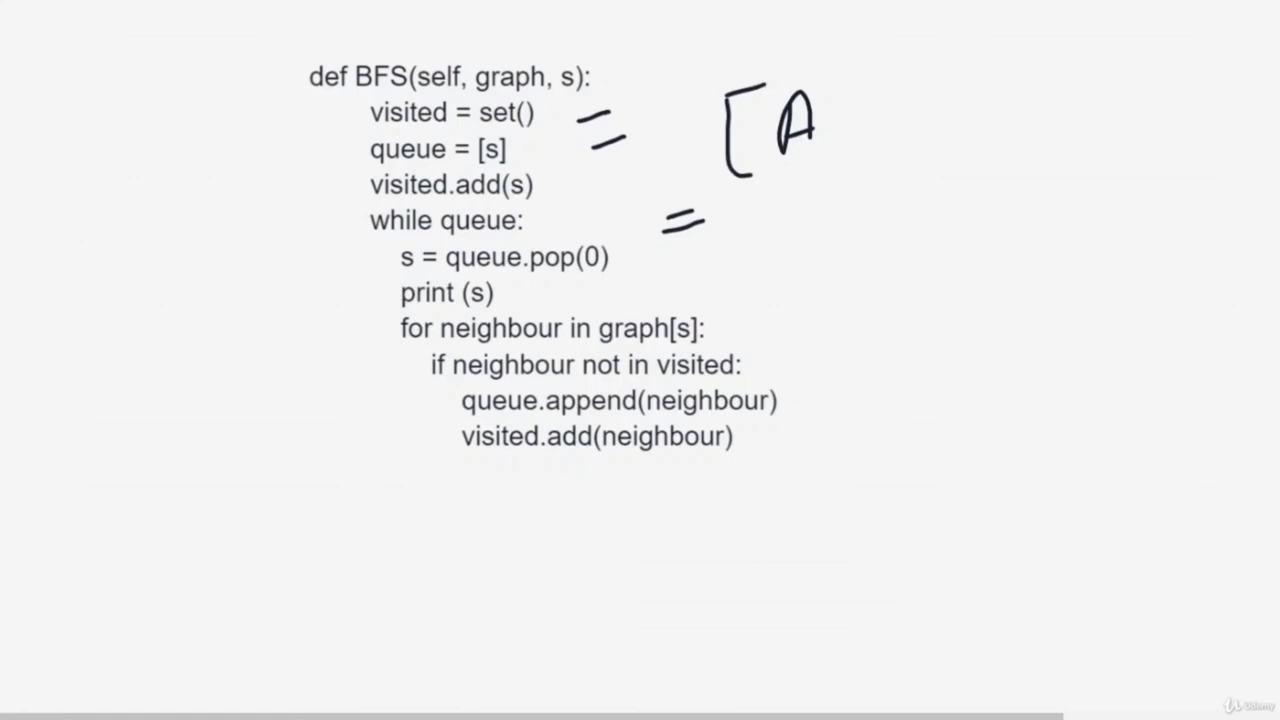 def BFS(self, graph, s):
visited = set() = [A
queue = [s]
visited.add(s)
while queue: =
s = queue.pop(0)
print (s)
for neighbour in graph[s]:
if neighbour not in visited:
queue.append(neighbour)
visited.add(neighbour)
Udemy